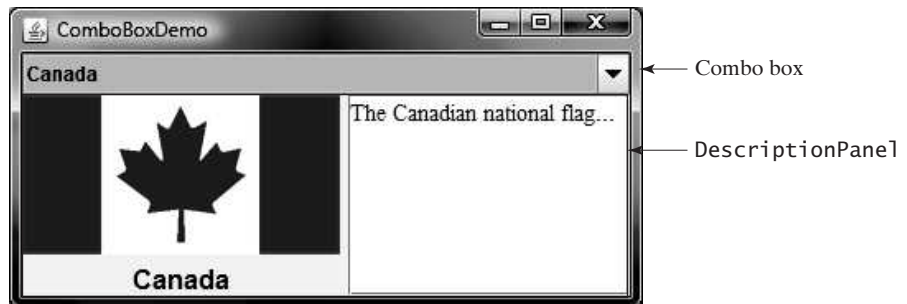 ComboBoxDemo
Canada
Combo box
The Canadian national flag...
DescriptionPanel
Canada